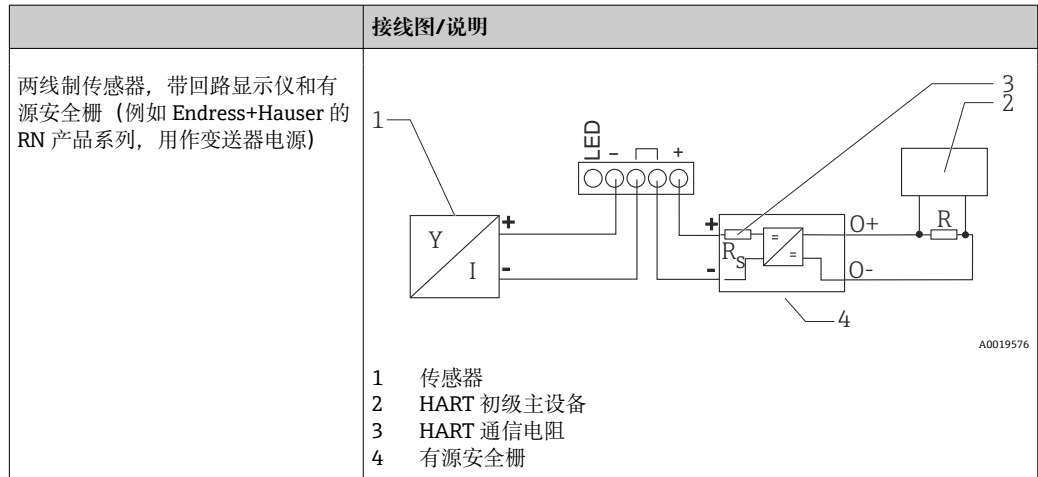 接线图/说明
两线制传感器，带回路显示仪和有
源安全栅（例如 Endress+Hauser 的
RN 产品系列，用作变送器电源）
3
2
1
LED
– +
+
Y
I
-
+
Rs
=
=
-
O+
R
O-
4
A0019576
1 传感器
2 HART 初级主设备
3 HART 通信电阻
4 有源安全栅